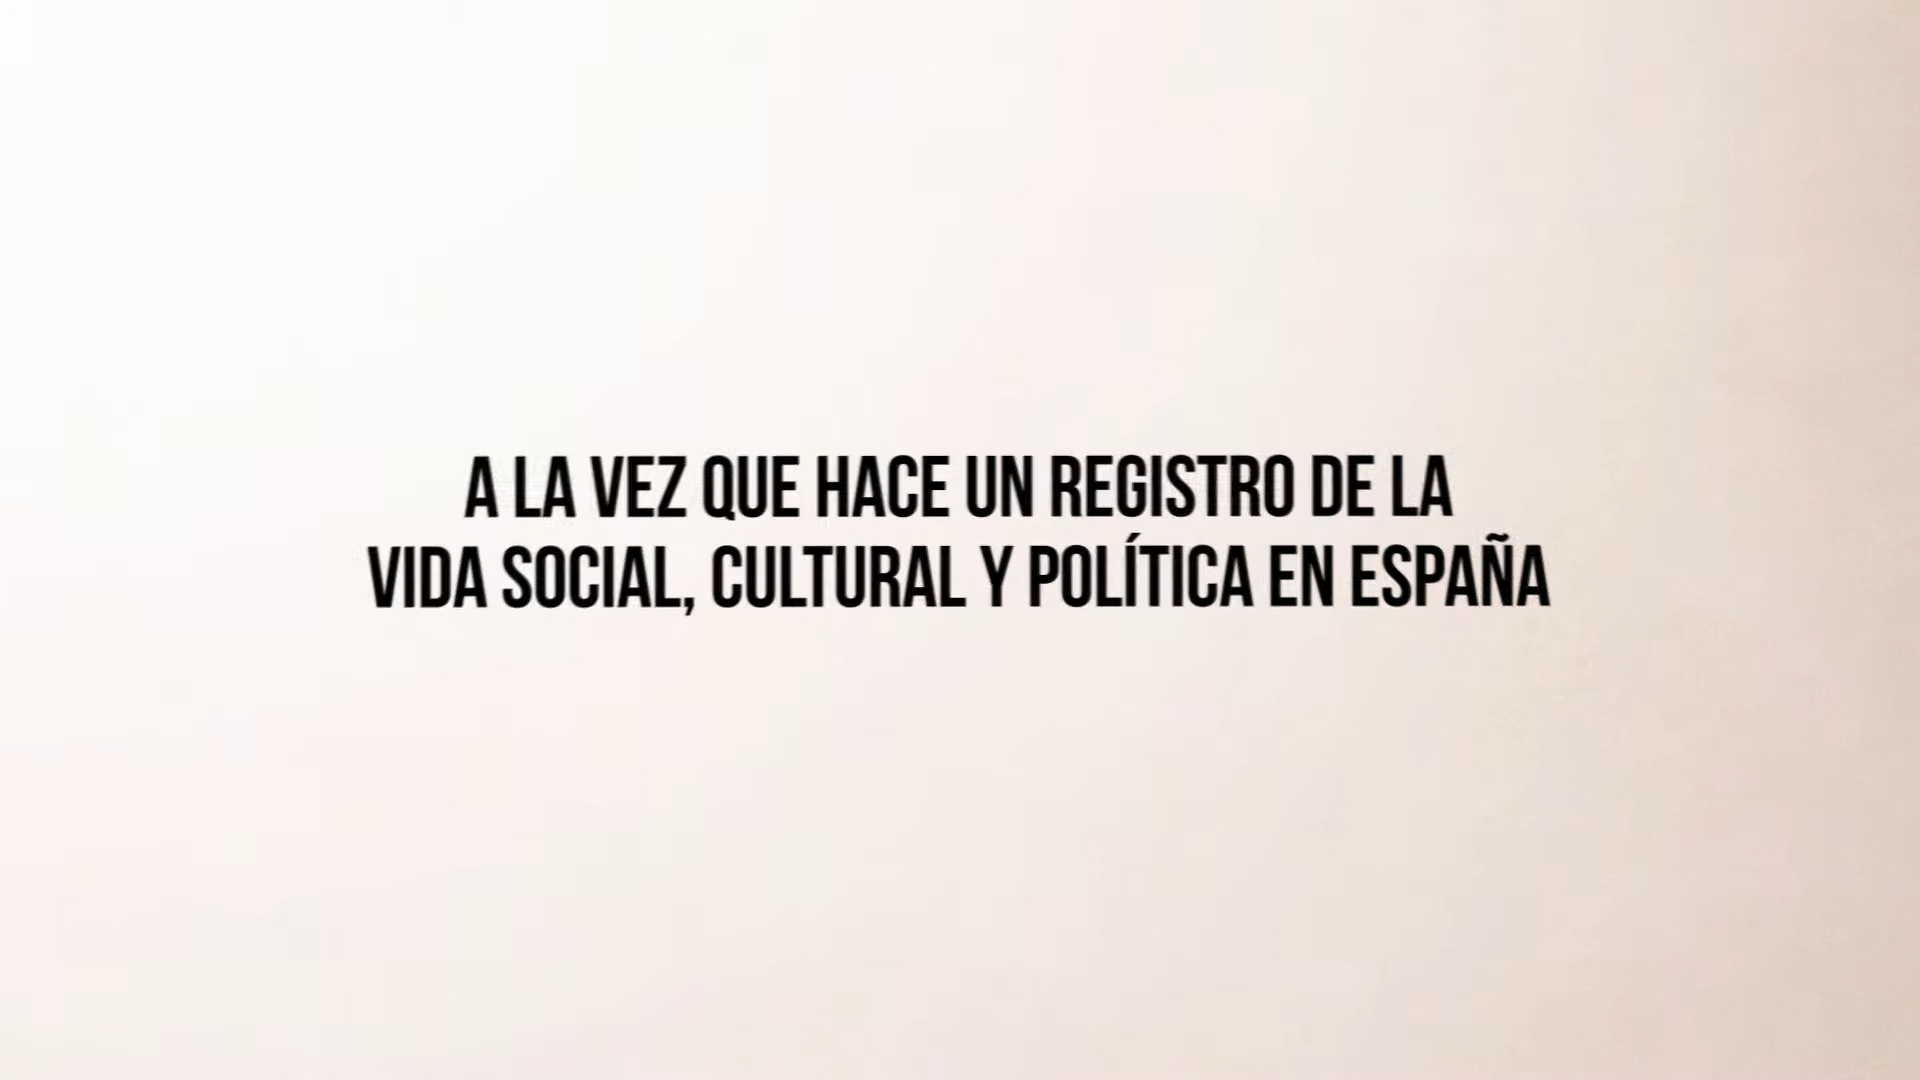 A LA VEZ QUE HACE UN REGISTRO DE LA
VIDA SOCIAL, CULTURAL Y POLÍTICA EN ESPAÑA